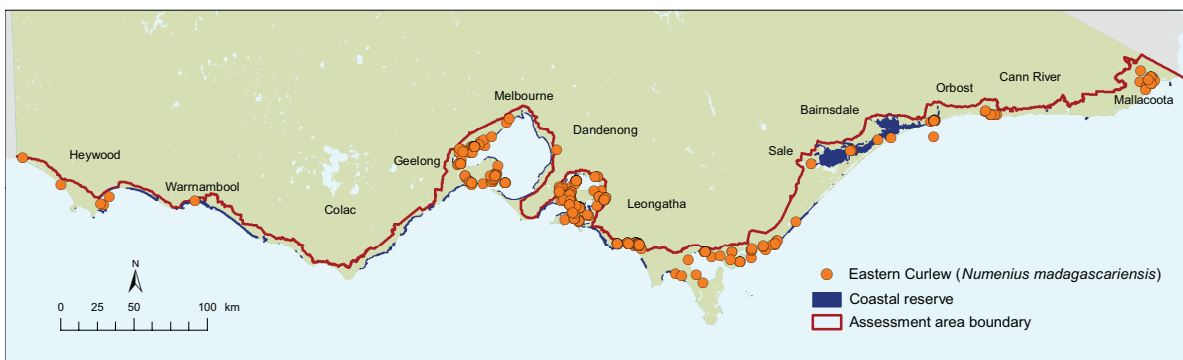 Cann River
Orbost
Melbourne
Mallacoota
Bairnsdale
Dandenong
Heywood
Geelong
Sale
Warrnambool
Colac
Leongatha
N
0 25 50 100 km
Eastern Curlew (Numenius madagascariensis)
Coastal reserve
Assessment area boundary